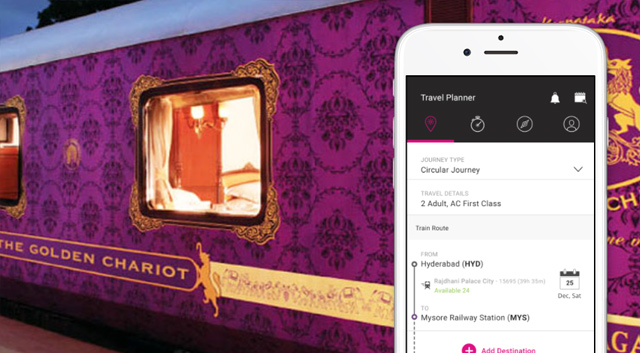 Karnataka
THE GOLDEN CHARIOT
Travel Planner
JOURNEY TYPE
Circular Journey
TRAVEL DETAILS
2 Adult, AC First Class
Train Route
FROM
Hyderabad (HYD)
Rajdhani Palace City - 15695 (39h 35m)
Available 24
25
Dec, Sat
TO
Mysore Railway Station (MYS)
Add Destination